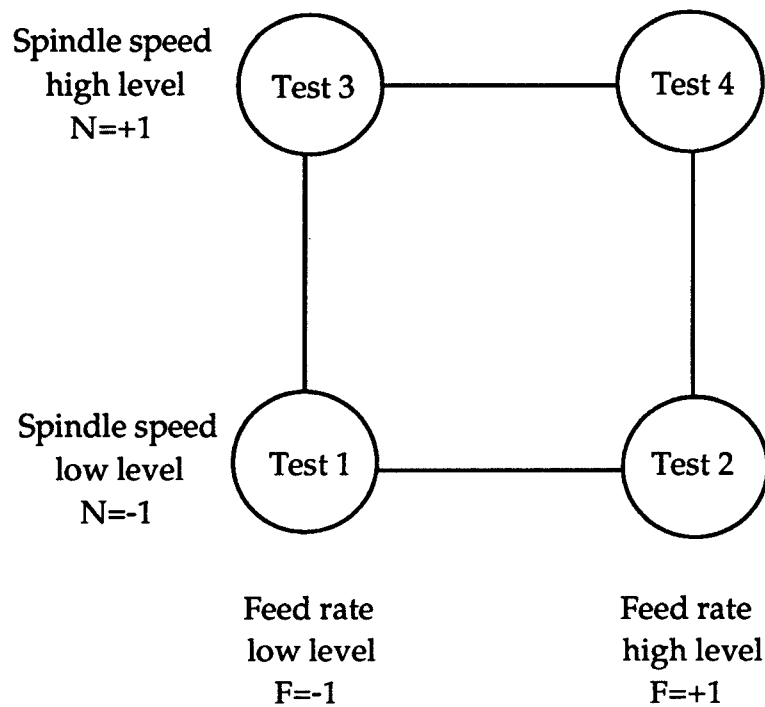 Spindle speed
high level
N=+1
Test 3
Test 4
Spindle speed
low level
N=-1
Test 1
Test 2
Feed rate
low level
F=-1
Feed rate
high level
F=+1